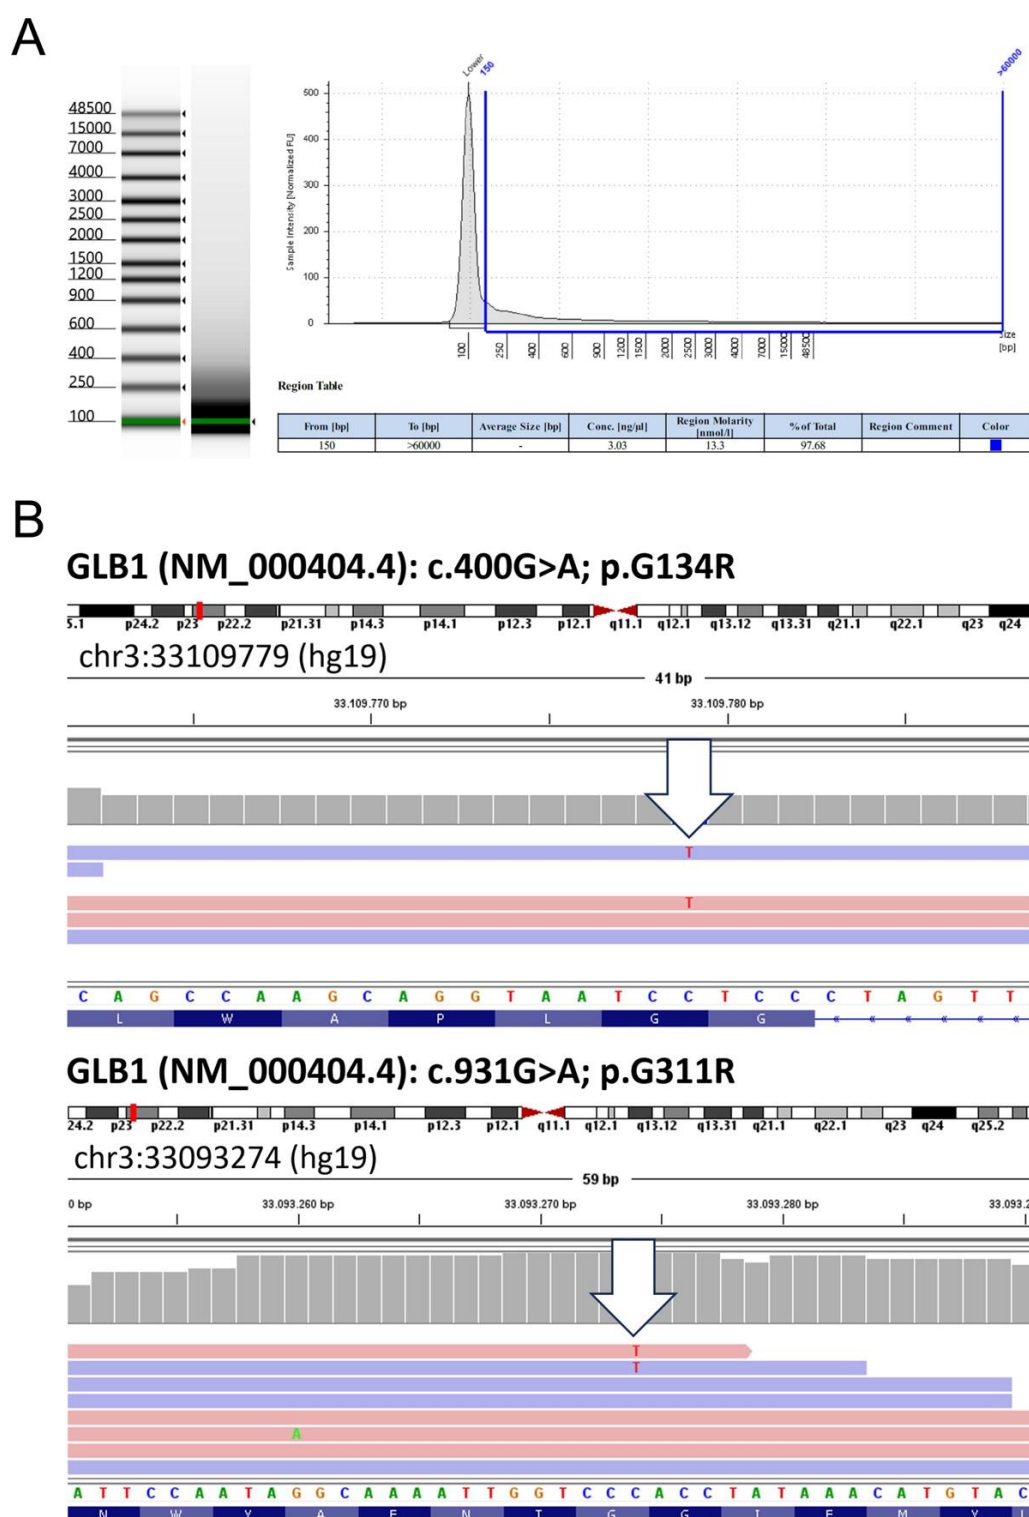 A
48500
15000
7000
4000
3000
2500
2000
1500
1200
900
600
400
250
100
Lower
150
>60000
Sample Intensity [Normalized FU]
500
400
300
200
100
0
100
250
400
600
900
1200
1500
2000
2500
3000
4000
7000
15000
48500
Size
[bp]
Region Table
From [bp] To [bp] Average Size [bp] Conc. [ng/µl] Region Molarity [nmol/l] % of Total Region Comment Color
150 >60000 - 3.03 13.3 97.68
B
GLB1 (NM_000404.4): c.400G>A; p.G134R
5.1 p24.2 p23 p22.2 p21.31 p14.3 p14.1 p12.3 p12.1 q11.1 q12.1 q13.12 q13.31 q21.1 q22.1 q23 q24
chr3:33109779 (hg19)
41 bp
33.109.770 bp 33.109.780 bp
T
T
C A G C C A A G C A G G T A A T C C T C C C T A G T T
L W A P L G G
GLB1 (NM_000404.4): c.931G>A; p.G311R
24.2 p23 p22.2 p21.31 p14.3 p14.1 p12.3 p12.1 q11.1 q12.1 q13.12 q13.31 q21.1 q22.1 q23 q24 q25.2
chr3:33093274 (hg19)
59 bp
0 bp 33.093.260 bp 33.093.270 bp 33.093.280 bp 33.093.2
T
T
A
A T T C C A A T A G G C A A A A T T G G T C C C A C C T A T A A A C A T G T A C
N W Y A F N T G G I F M Y